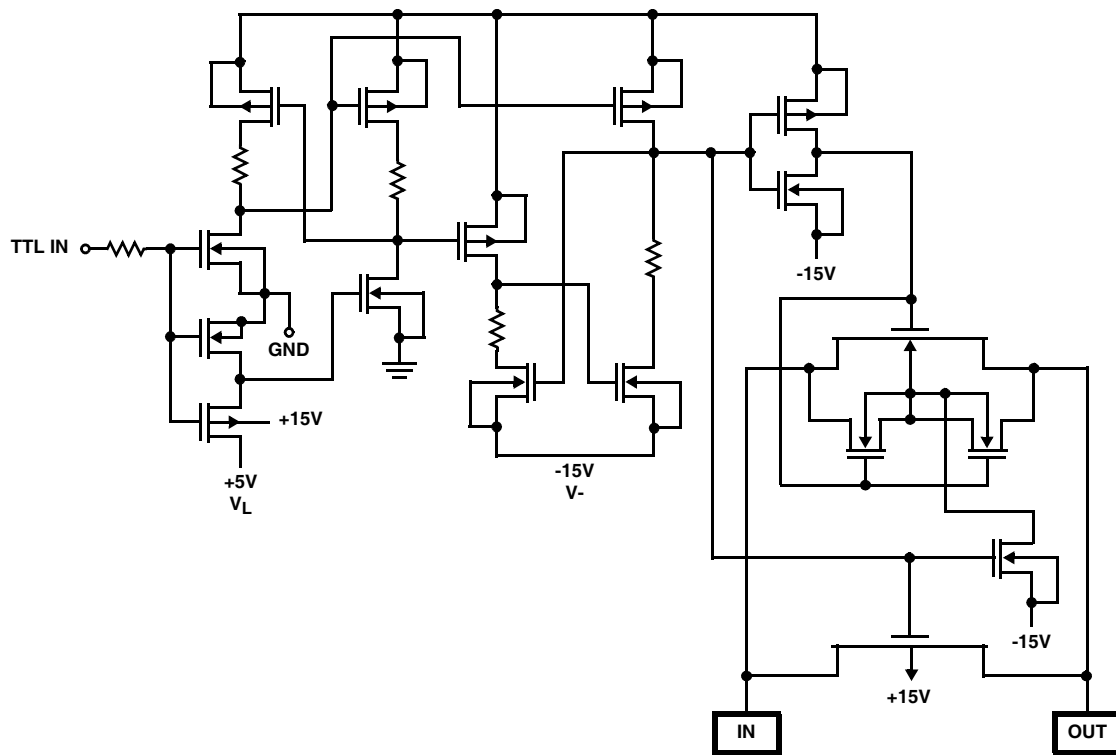 TTL IN
GND
+15V
+5V
VL
-15V
V-
-15V
-15V
+15V
IN
OUT